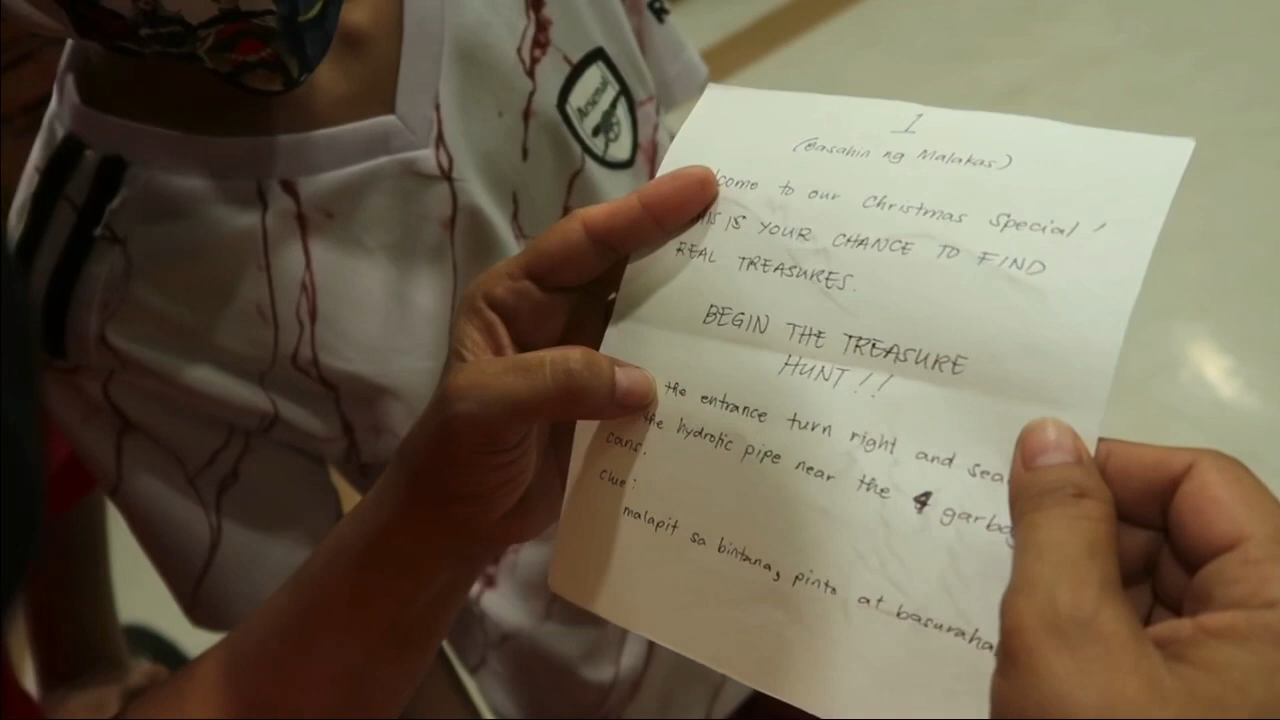 1
(Basahin ng Malakas)
come to our Christmas Special!
IS IS YOUR CHANCE TO FIND
REAL TREASURES.
BEGIN THE TREASURE
HUNT!!
the entrance turn right and sea
the hydrolic pipe near the 4 garba
cans.
clue:
malapit sa bintana, pinto at basuraha
Arsenal